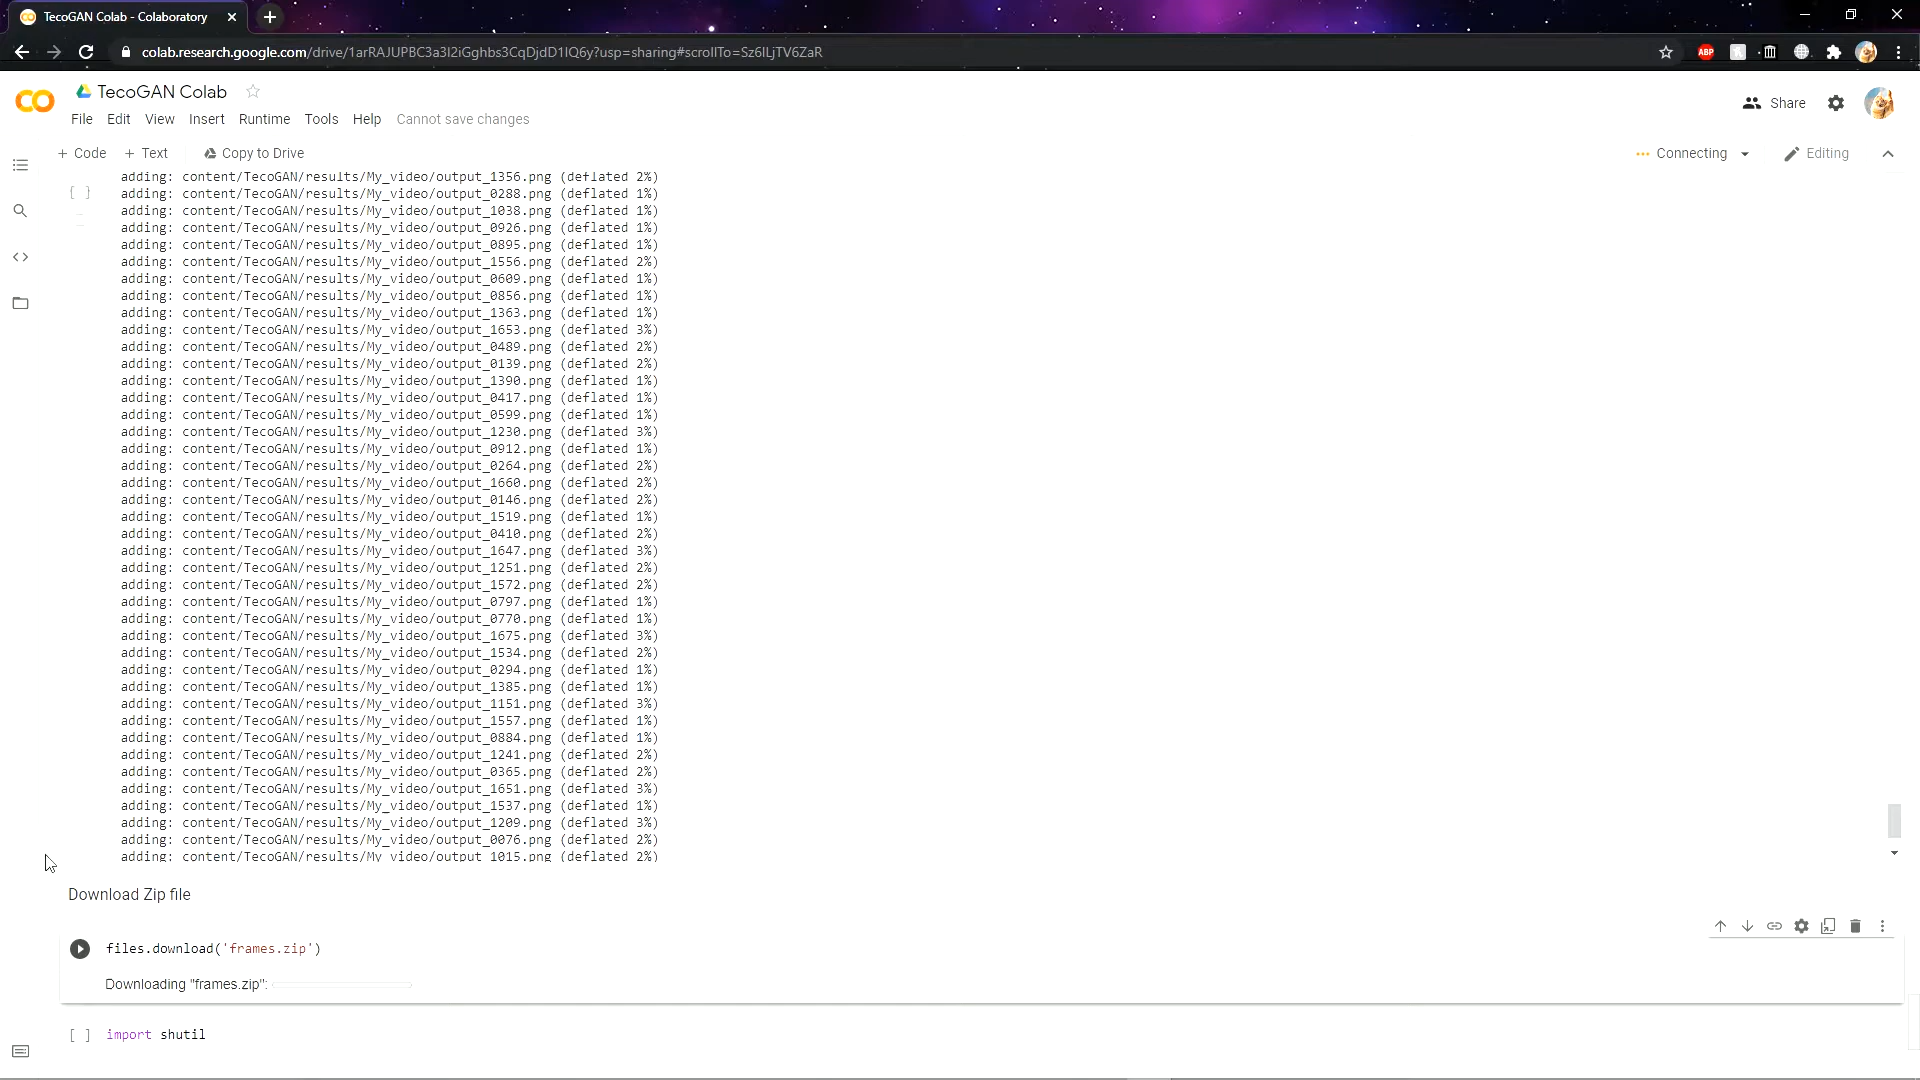 TecoGAN Colab - Colaboratory
colab.research.google.com/drive/1arRAJUPBC3a3I2iGghbs3CqDjdD1IQ6y?usp=sharing#scrollTo=Sz6ILjTV6ZaR
ABP
TecoGAN Colab
Share
File Edit View Insert Runtime Tools Help Cannot save changes
+ Code + Text Copy to Drive
Connecting Editing
adding: content/TecoGAN/results/My_video/output_1356.png (deflated 2%)
[ ]
adding: content/TecoGAN/results/My_video/output_0288.png (deflated 1%)
adding: content/TecoGAN/results/My_video/output_1038.png (deflated 1%)
adding: content/TecoGAN/results/My_video/output_0926.png (deflated 1%)
adding: content/TecoGAN/results/My_video/output_0895.png (deflated 1%)
adding: content/TecoGAN/results/My_video/output_1556.png (deflated 2%)
adding: content/TecoGAN/results/My_video/output_0609.png (deflated 1%)
adding: content/TecoGAN/results/My_video/output_0856.png (deflated 1%)
adding: content/TecoGAN/results/My_video/output_1363.png (deflated 1%)
adding: content/TecoGAN/results/My_video/output_1653.png (deflated 3%)
adding: content/TecoGAN/results/My_video/output_0489.png (deflated 2%)
adding: content/TecoGAN/results/My_video/output_0139.png (deflated 2%)
adding: content/TecoGAN/results/My_video/output_1390.png (deflated 1%)
adding: content/TecoGAN/results/My_video/output_0417.png (deflated 1%)
adding: content/TecoGAN/results/My_video/output_0599.png (deflated 1%)
adding: content/TecoGAN/results/My_video/output_1230.png (deflated 3%)
adding: content/TecoGAN/results/My_video/output_0912.png (deflated 1%)
adding: content/TecoGAN/results/My_video/output_0264.png (deflated 2%)
adding: content/TecoGAN/results/My_video/output_1660.png (deflated 2%)
adding: content/TecoGAN/results/My_video/output_0146.png (deflated 2%)
adding: content/TecoGAN/results/My_video/output_1519.png (deflated 1%)
adding: content/TecoGAN/results/My_video/output_0410.png (deflated 2%)
adding: content/TecoGAN/results/My_video/output_1647.png (deflated 3%)
adding: content/TecoGAN/results/My_video/output_1251.png (deflated 2%)
adding: content/TecoGAN/results/My_video/output_1572.png (deflated 2%)
adding: content/TecoGAN/results/My_video/output_0797.png (deflated 1%)
adding: content/TecoGAN/results/My_video/output_0770.png (deflated 1%)
adding: content/TecoGAN/results/My_video/output_1675.png (deflated 3%)
adding: content/TecoGAN/results/My_video/output_1534.png (deflated 2%)
adding: content/TecoGAN/results/My_video/output_0294.png (deflated 1%)
adding: content/TecoGAN/results/My_video/output_1385.png (deflated 1%)
adding: content/TecoGAN/results/My_video/output_1151.png (deflated 3%)
adding: content/TecoGAN/results/My_video/output_1557.png (deflated 1%)
adding: content/TecoGAN/results/My_video/output_0884.png (deflated 1%)
adding: content/TecoGAN/results/My_video/output_1241.png (deflated 2%)
adding: content/TecoGAN/results/My_video/output_0365.png (deflated 2%)
adding: content/TecoGAN/results/My_video/output_1651.png (deflated 3%)
adding: content/TecoGAN/results/My_video/output_1537.png (deflated 1%)
adding: content/TecoGAN/results/My_video/output_1209.png (deflated 3%)
adding: content/TecoGAN/results/My_video/output_0076.png (deflated 2%)
adding: content/TecoGAN/results/My_video/output_1015.png (deflated 2%)
Download Zip file
files.download('frames.zip')
Downloading "frames.zip":
[ ] import shutil